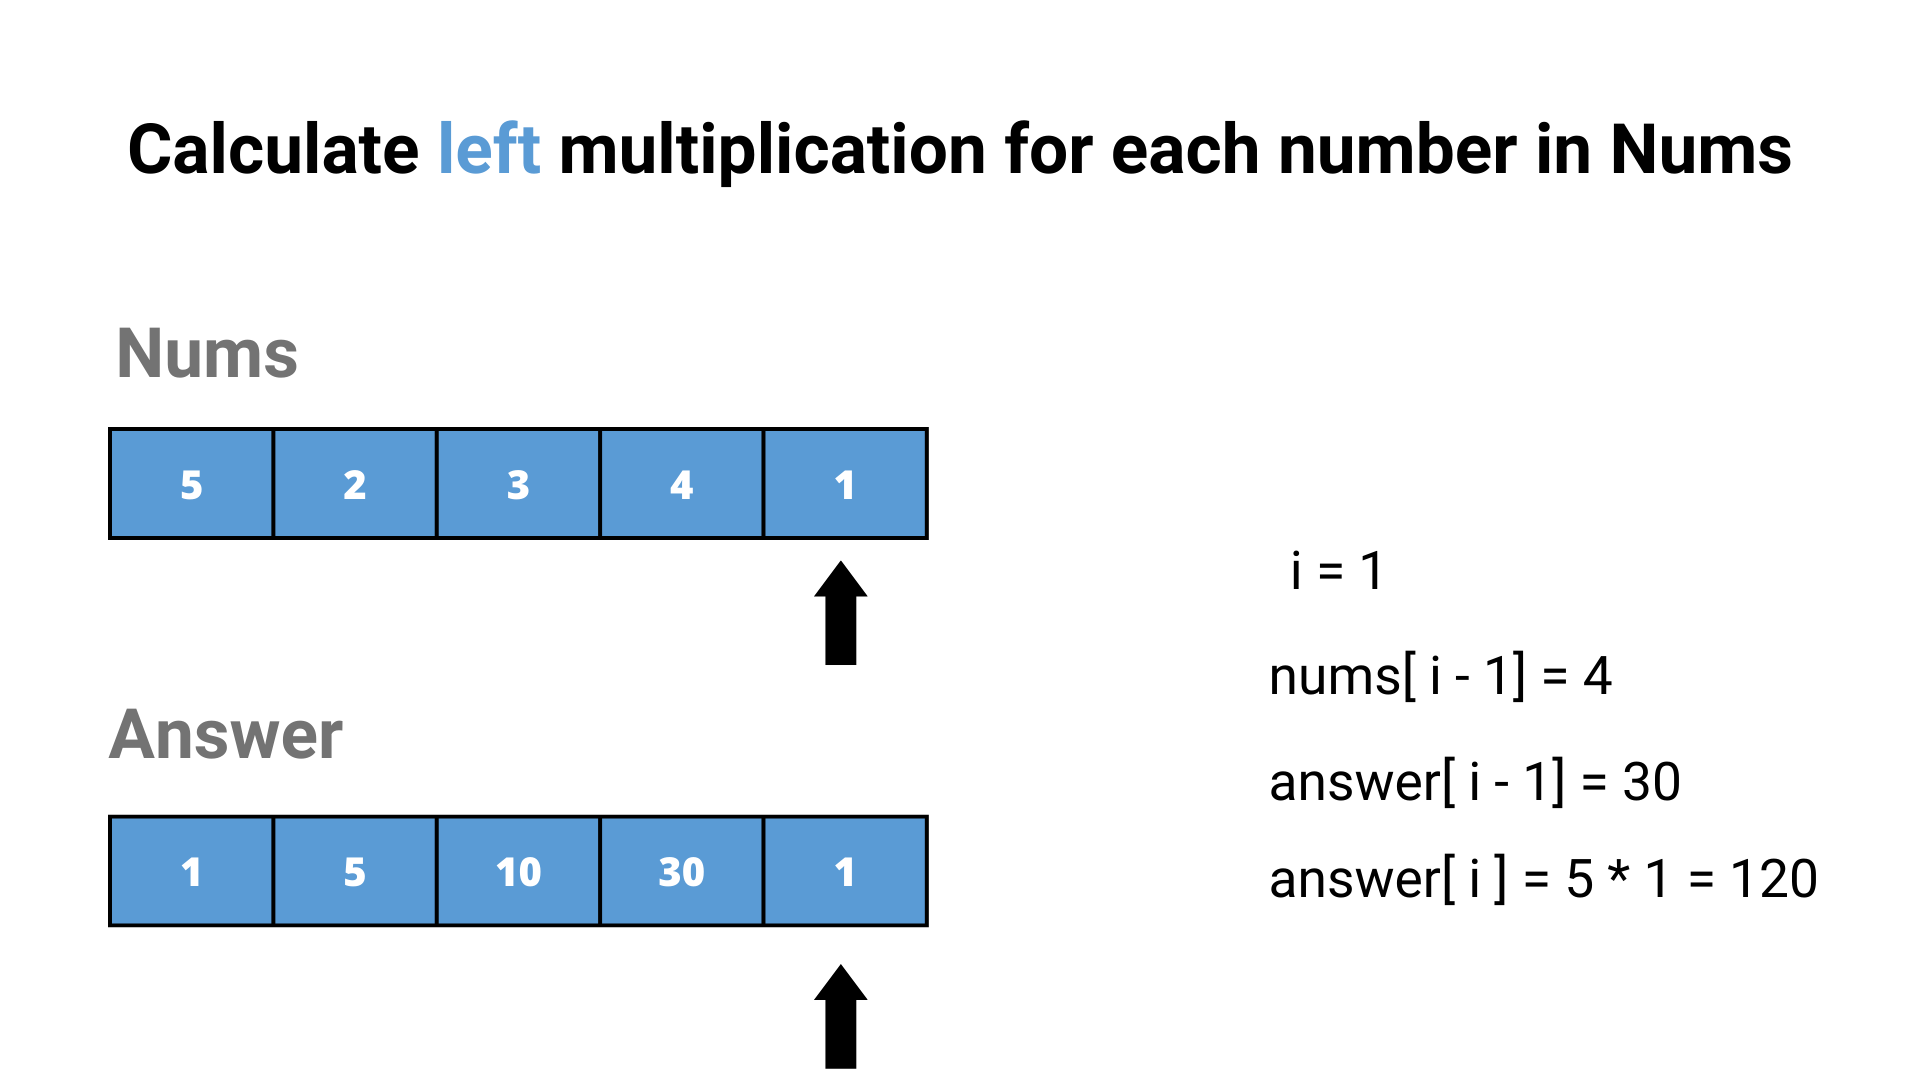 Calculate left multiplication for each number in Nums
Nums
5 2 3 4 1
i = 1
nums[ i - 1] = 4
Answer
answer[ i - 1] = 30
1 5 10 30 1
answer[ i ] = 5 * 1 = 120